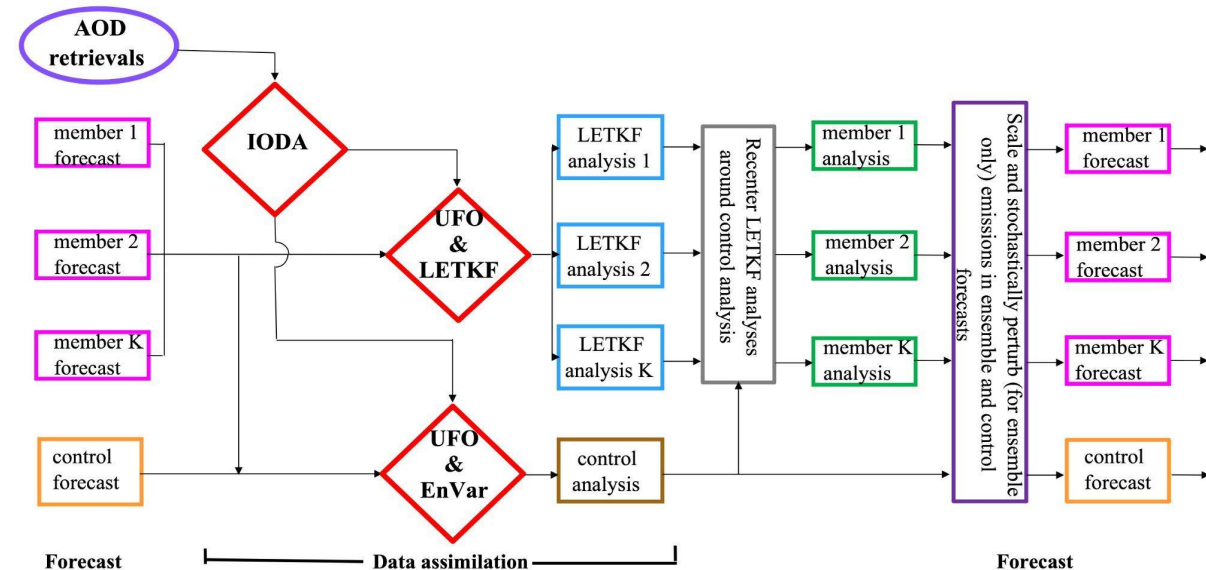 AOD
retrievals
member 1
forecast
member 2
forecast
member K
forecast
control
forecast
IODA
UFO
&
LETKF
UFO
&
EnVar
LETKF
analysis 1
LETKF
analysis 2
LETKF
analysis K
control
analysis
Recenter LETKF analyses
around control analysis
member 1
analysis
member 2
analysis
member K
analysis
Scale and stochastically perturb (for ensemble
only) emissions in ensemble and control
forecasts
member 1
forecast
member 2
forecast
member K
forecast
control
forecast
Forecast
Data assimilation
Forecast